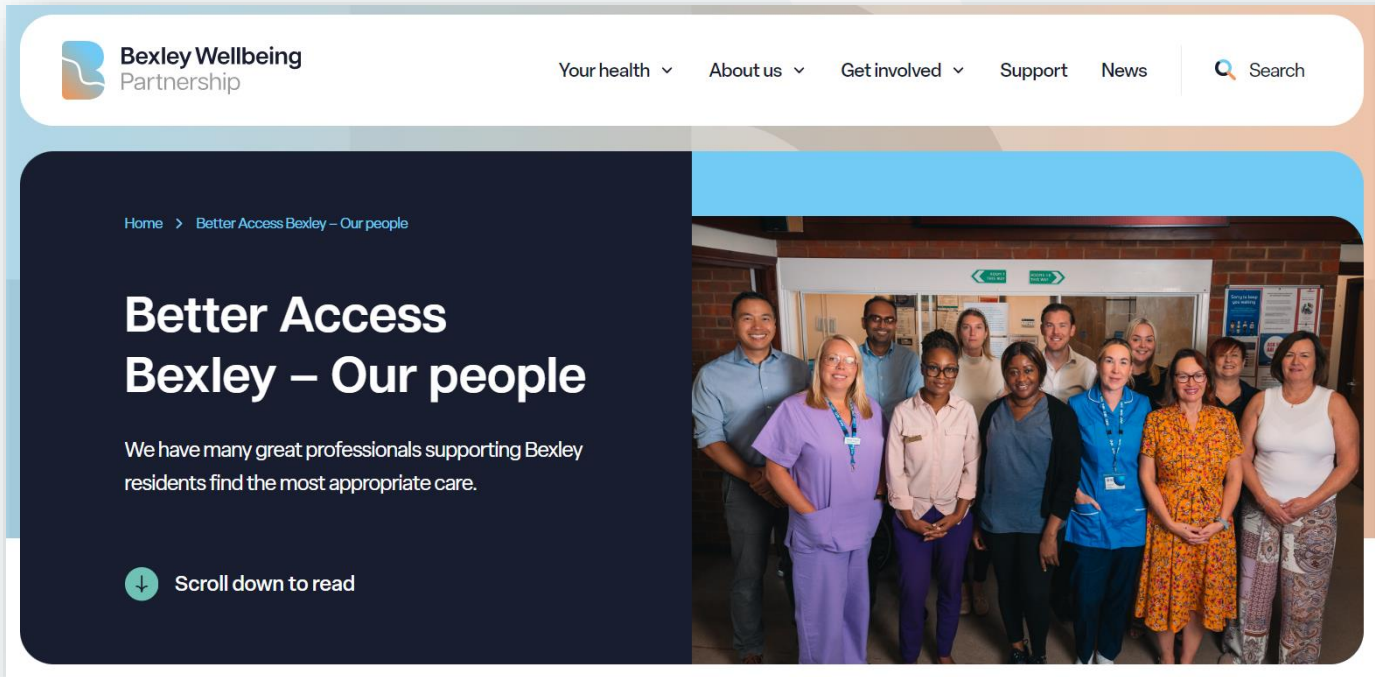 Bexley Wellbeing
Partnership
Your health
About us
Get involved
Support
News
Search
Home > Better Access Bexley – Our people
Better Access
Bexley – Our people
We have many great professionals supporting Bexley
residents find the most appropriate care.
Scroll down to read